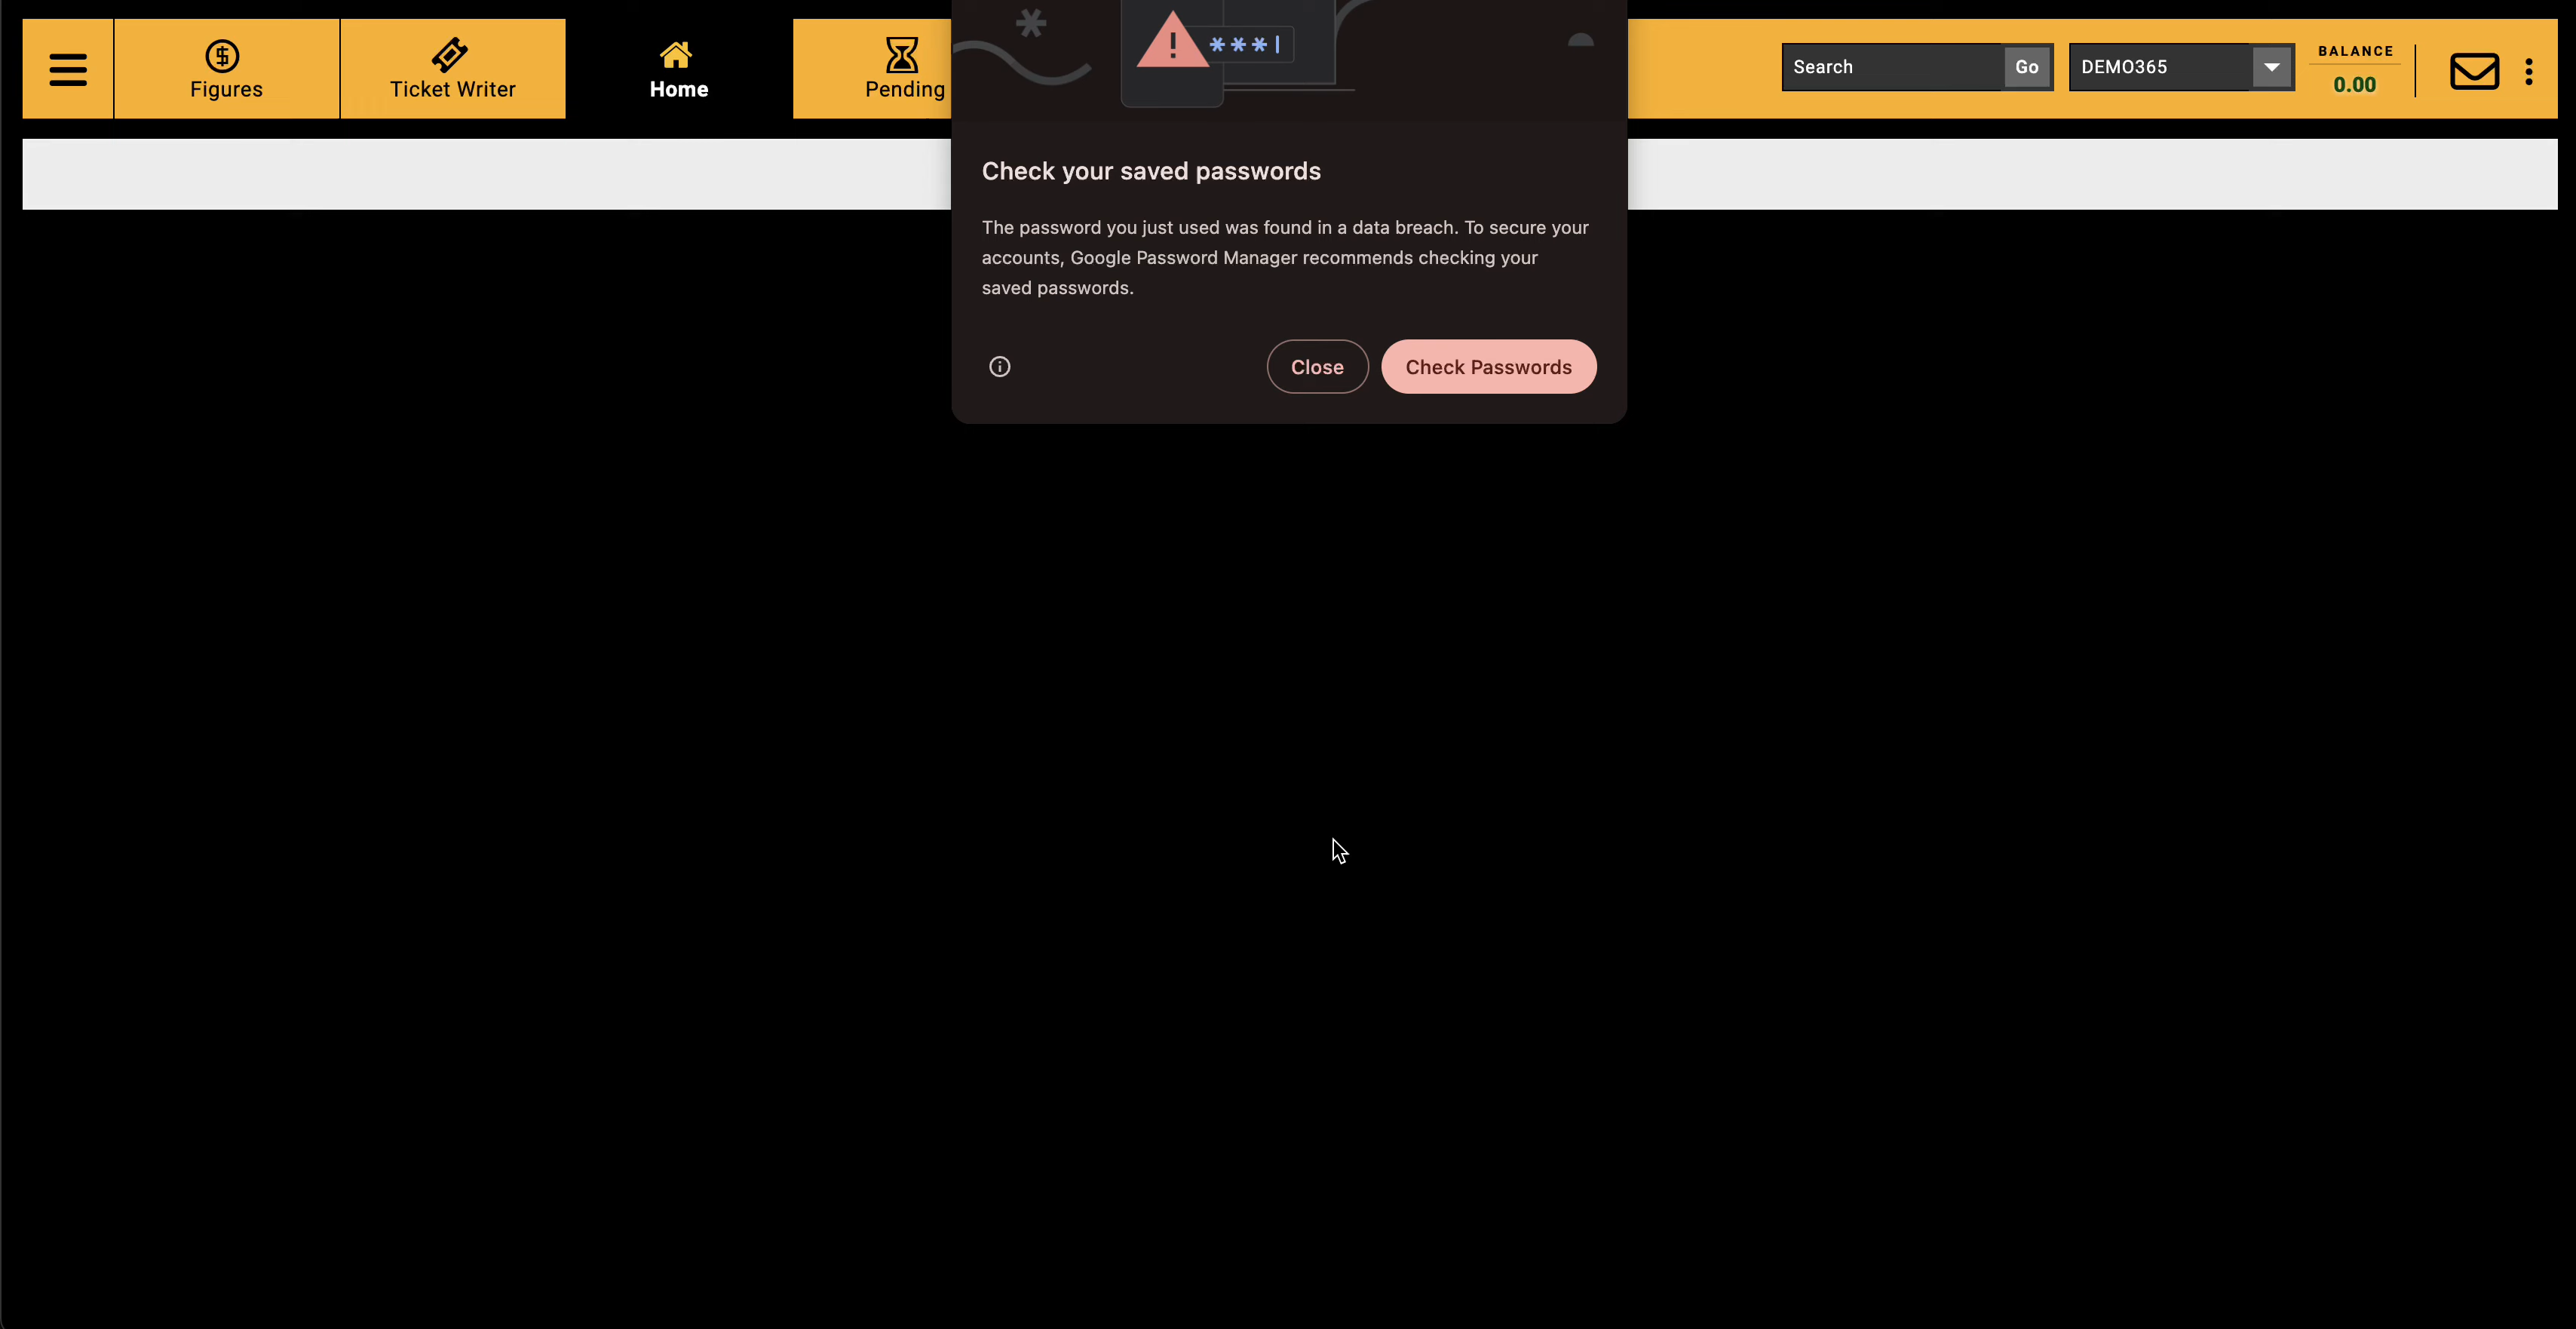 Figures
Ticket Writer
Home
Pending
Search
Go
DEMO365
BALANCE
0.00
***
Check your saved passwords
The password you just used was found in a data breach. To secure your
accounts, Google Password Manager recommends checking your
saved passwords.
Close
Check Passwords